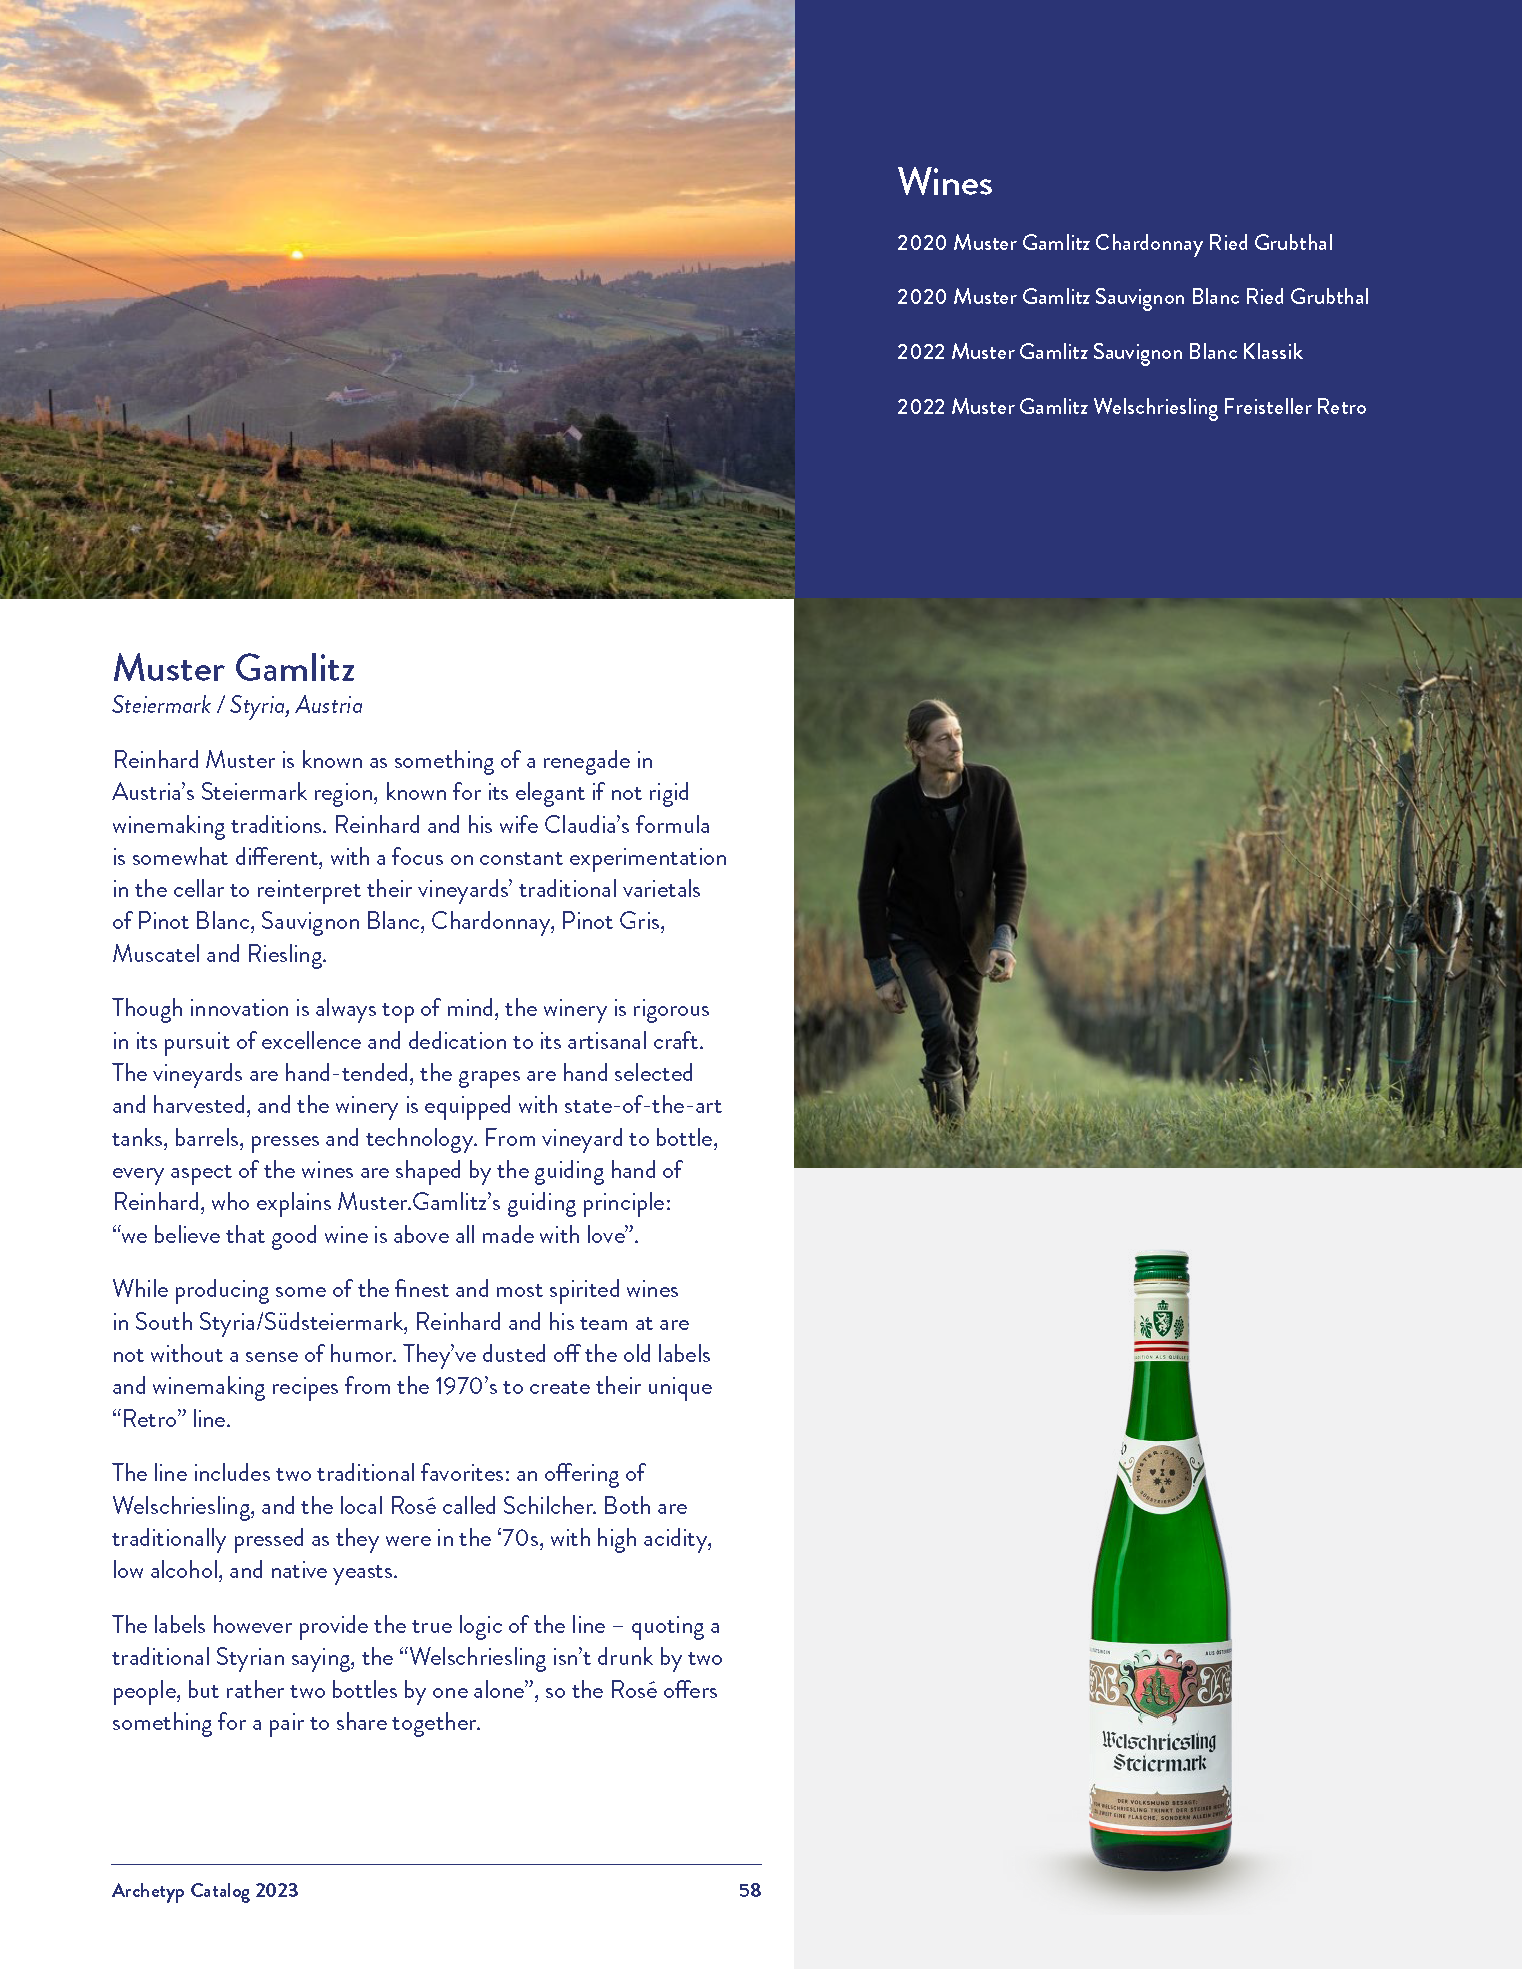 Wines
2020 Muster Gamlitz Chardonnay Ried Grubthal
2020 Muster Gamlitz Sauvignon Blanc Ried Grubthal
2022 Muster Gamlitz Sauvignon Blanc Klassik
2022 Muster Gamlitz Welschriesling Freisteller Retro
Muster Gamlitz
Steiermark / Styria, Austria
Reinhard Muster is known as something of a renegade in
Austria’s Steiermark region, known for its elegant if not rigid
winemaking traditions. Reinhard and his wife Claudia’s formula
is somewhat different, with a focus on constant experimentation
in the cellar to reinterpret their vineyards’ traditional varietals
of Pinot Blanc, Sauvignon Blanc, Chardonnay, Pinot Gris,
Muscatel and Riesling.
Though innovation is always top of mind, the winery is rigorous
in its pursuit of excellence and dedication to its artisanal craft.
The vineyards are hand-tended, the grapes are hand selected
and harvested, and the winery is equipped with state-of-the-art
tanks, barrels, presses and technology. From vineyard to bottle,
every aspect of the wines are shaped by the guiding hand of
Reinhard, who explains Muster.Gamlitz’s guiding principle:
“we believe that good wine is above all made with love”.
While producing some of the finest and most spirited wines
in South Styria/Südsteiermark, Reinhard and his team at are
not without a sense of humor. They’ve dusted off the old labels
and winemaking recipes from the 1970’s to create their unique
“Retro” line.
The line includes two traditional favorites: an offering of
Welschriesling, and the local Rosé called Schilcher. Both are
traditionally pressed as they were in the ‘70s, with high acidity,
low alcohol, and native yeasts.
The labels however provide the true logic of the line – quoting a
traditional Styrian saying, the “Welschriesling isn’t drunk by two
people, but rather two bottles by one alone”, so the Rosé offers
something for a pair to share together.
MUSTER.GAMLITZ
SÜDSTEIERMARK
Welschriesling
Steiermark
DER VOLKSMUND BESAGT:
WELSCHRIESLING TRINKT DER STEIRER
ZWEIT EINE FLASCHE, SONDERN ALLEIN
Archetyp Catalog 2023
58